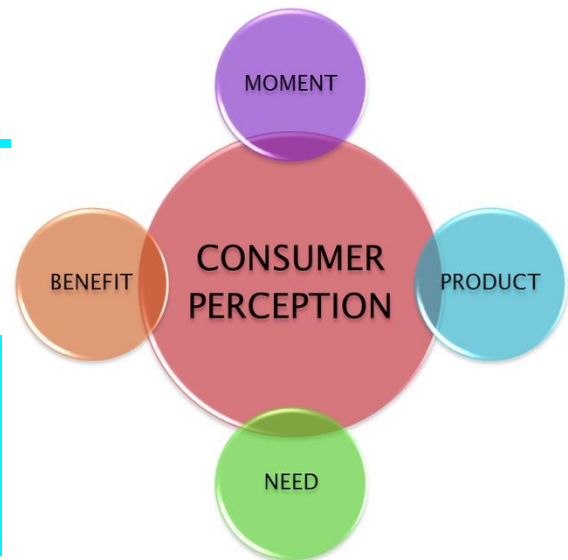 MOMENT
BENEFIT
CONSUMER
PERCEPTION
PRODUCT
NEED